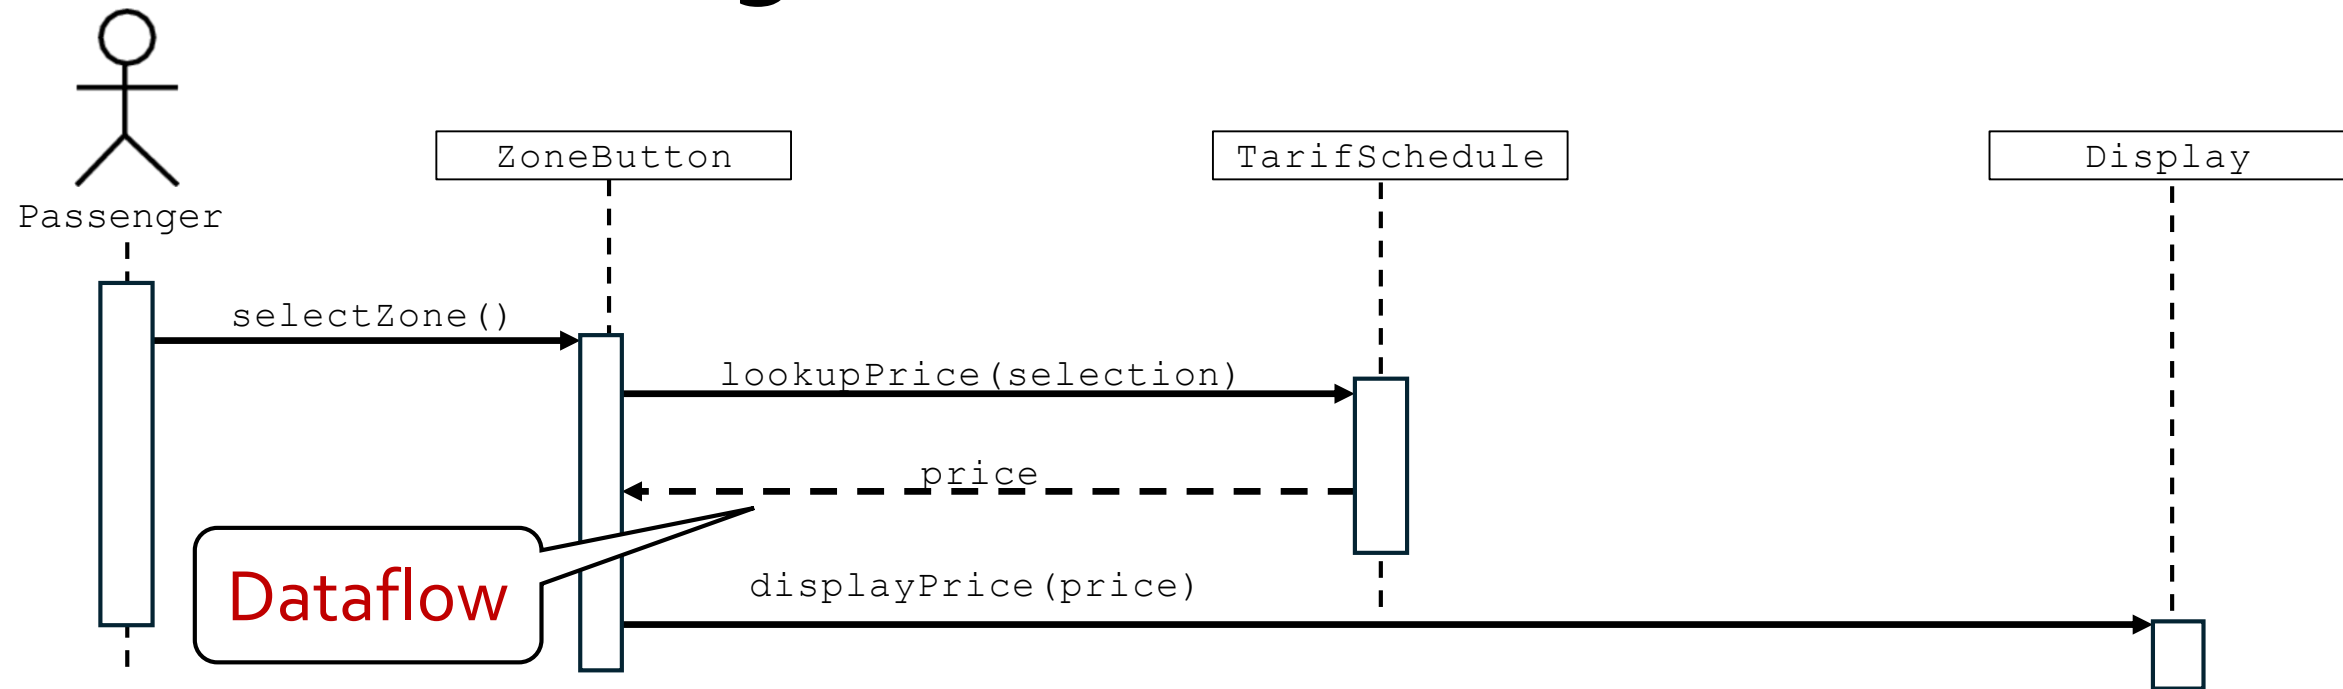 ZoneButton
TarifSchedule
Display
Passenger
selectZone()
lookupPrice(selection)
price
Dataflow
displayPrice(price)